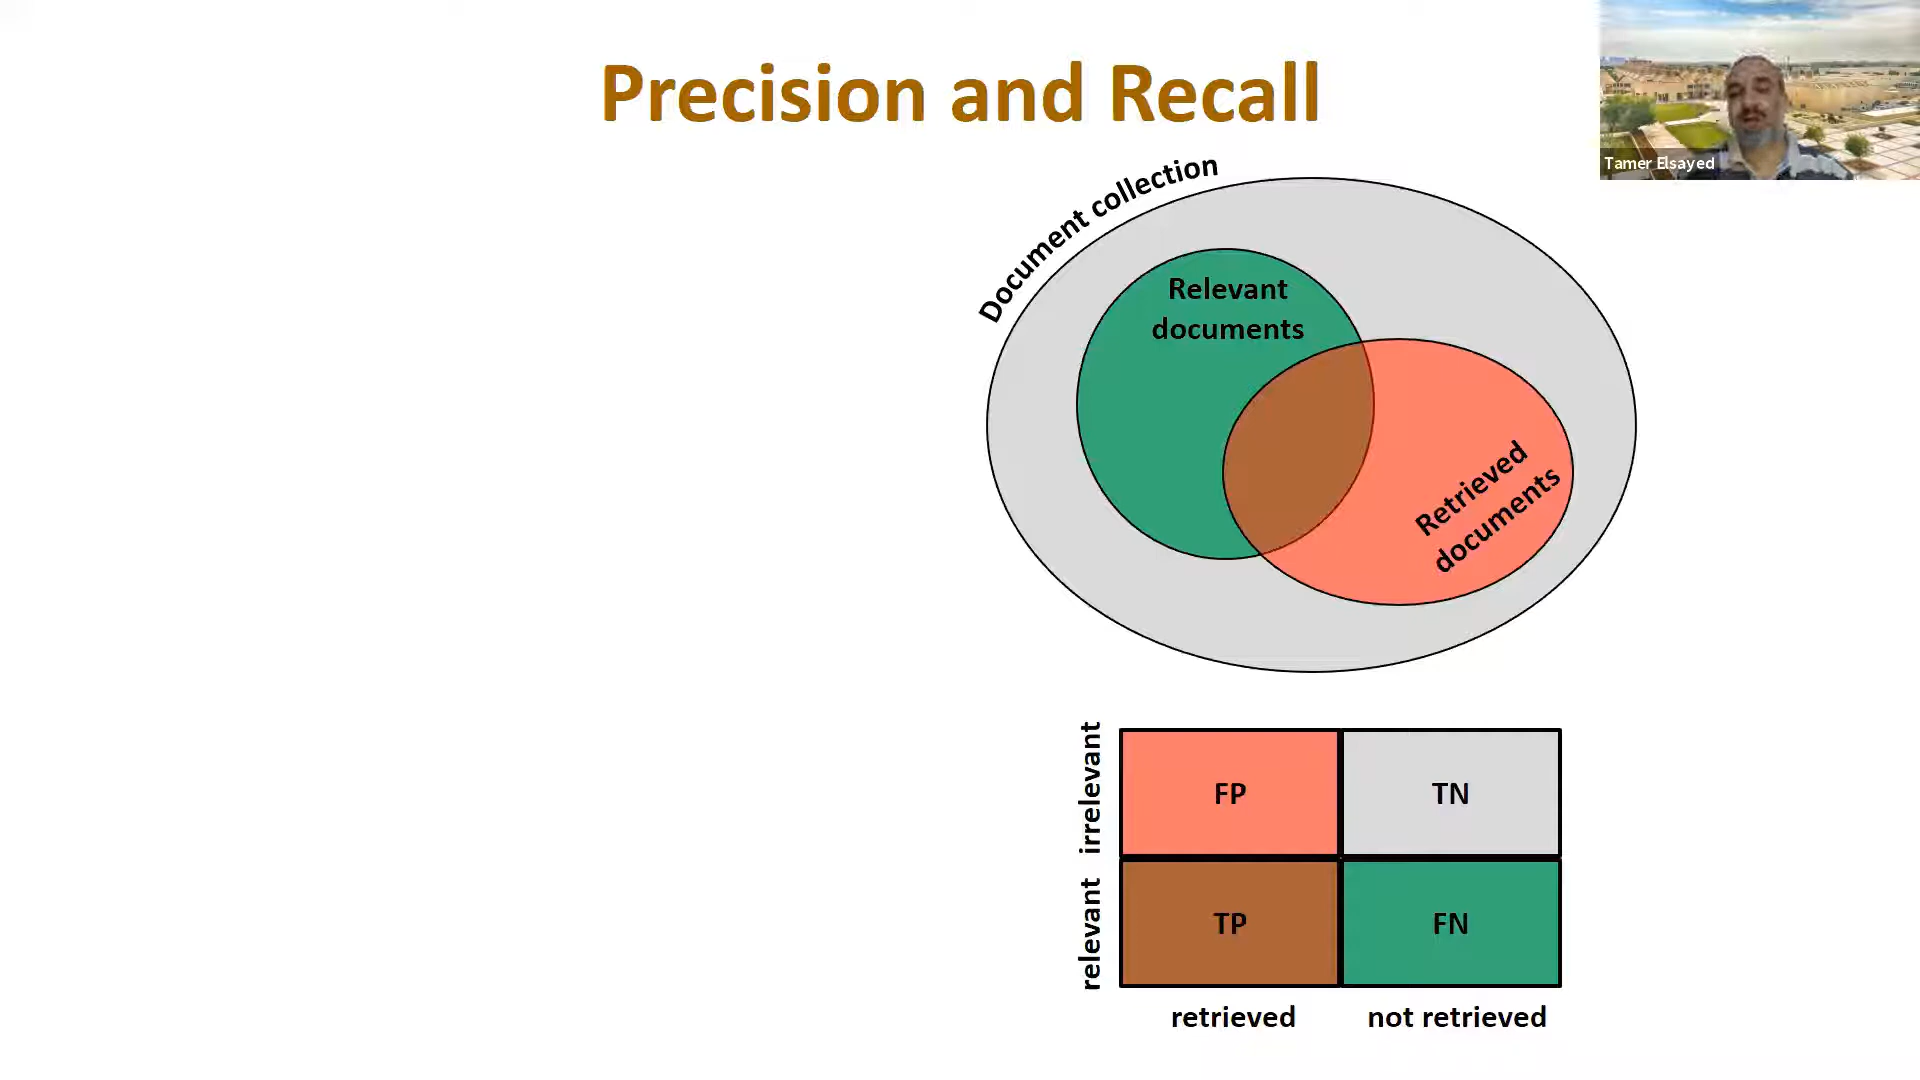 Precision and Recall
Tamer Elsayed
Document collection
Relevant
documents
Retrieved
documents
irrelevant
FP
TN
relevant
TP
FN
retrieved
not retrieved